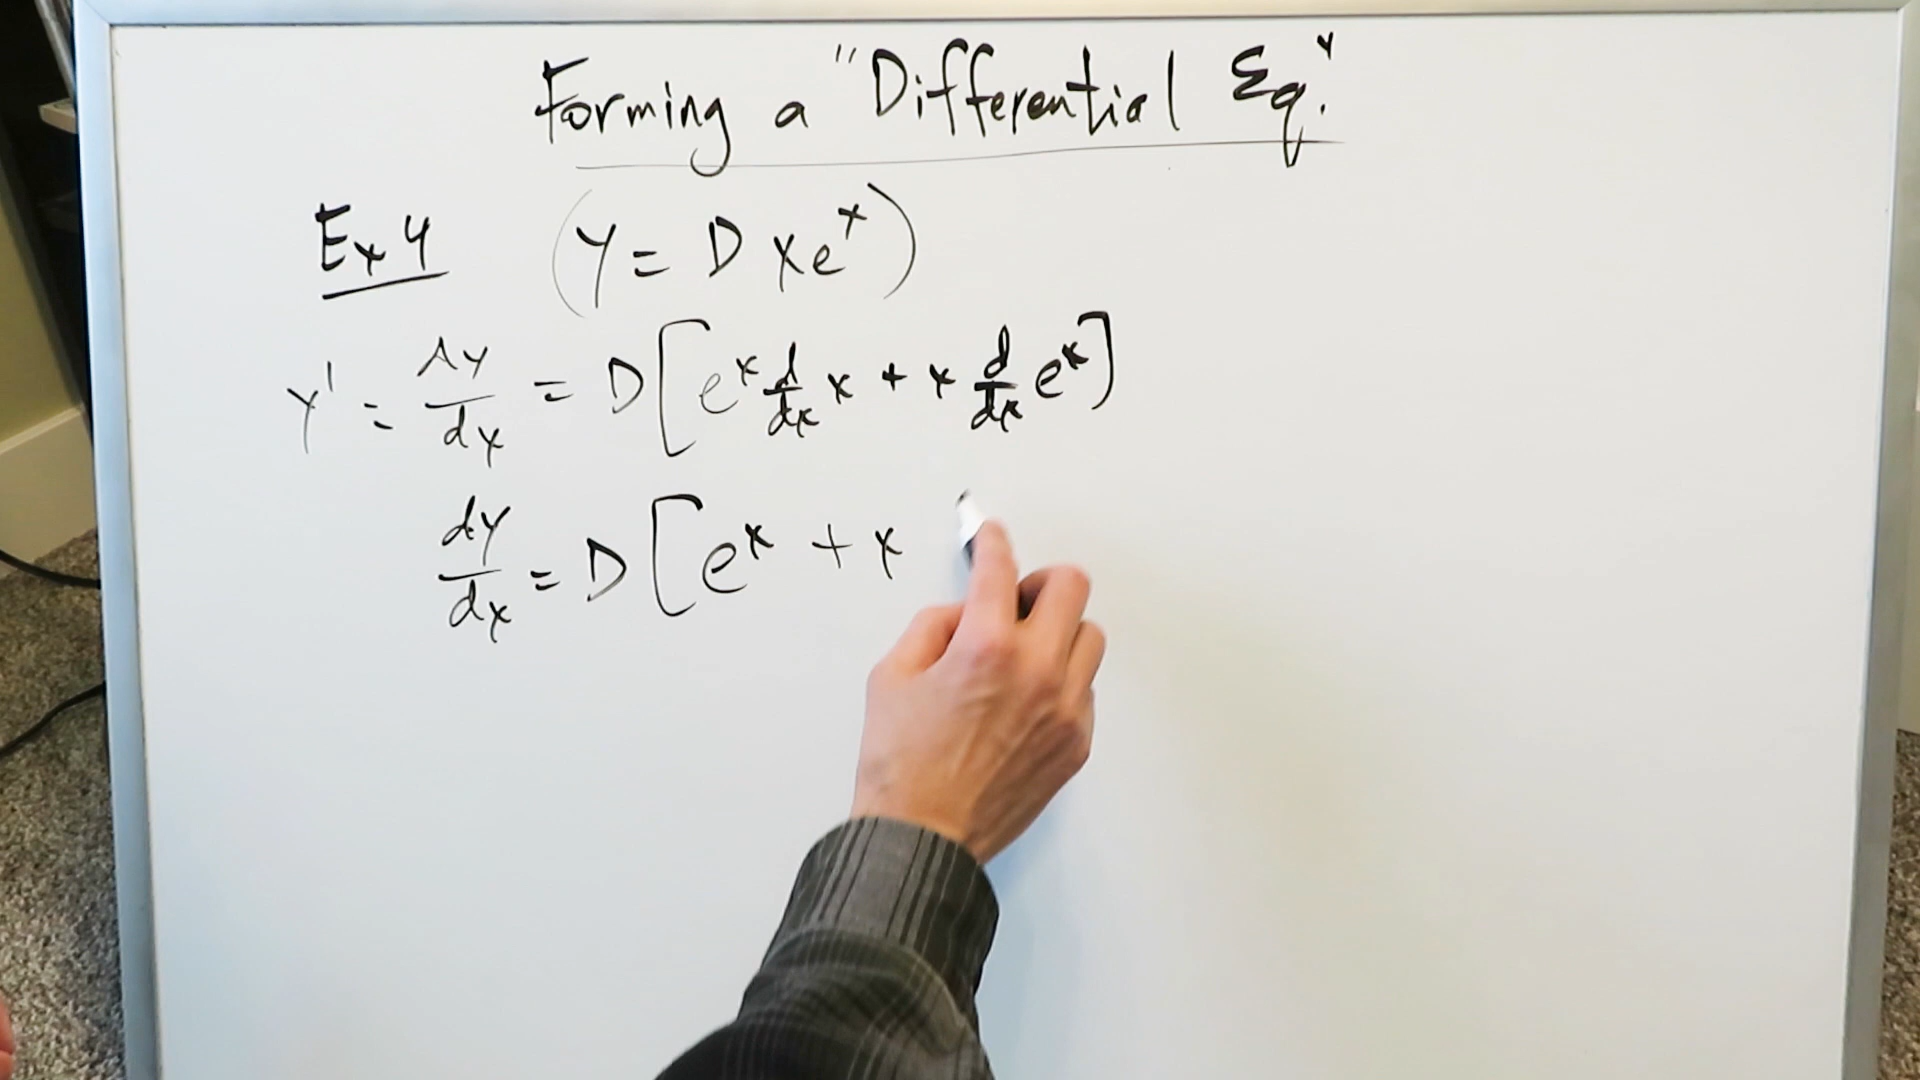 Forming a "Differential Eq."
Ex 4 (y = D xe^x)
y' = dy/dx = D[e^x d/dx x + x d/dx e^x]
dy/dx = D[e^x + x